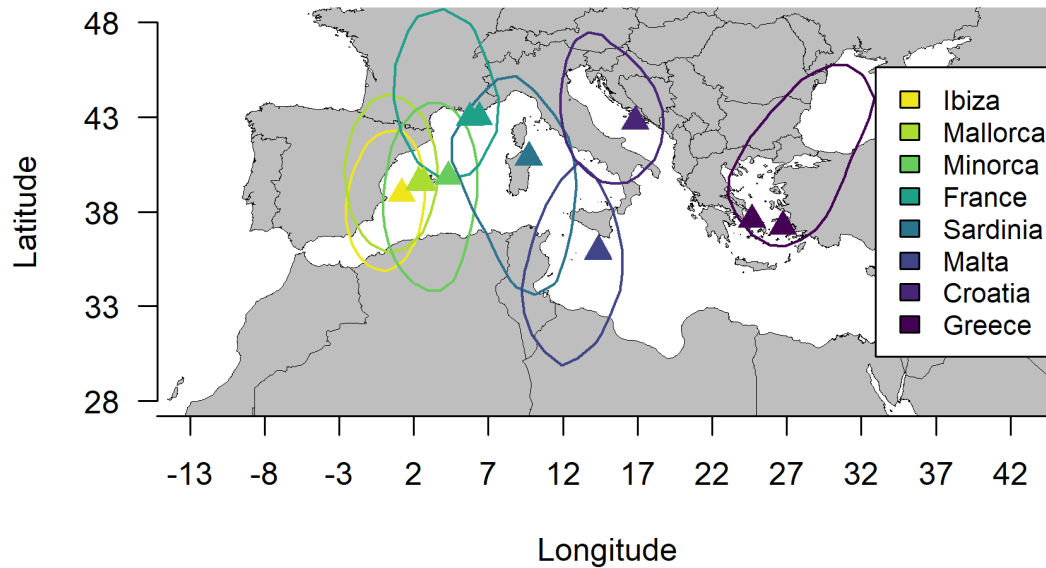 48
43
38
33
28
Latitude
-13 -8 -3 2 7 12 17 22 27 32 37 42
Longitude
Ibiza
Mallorca
Minorca
France
Sardinia
Malta
Croatia
Greece